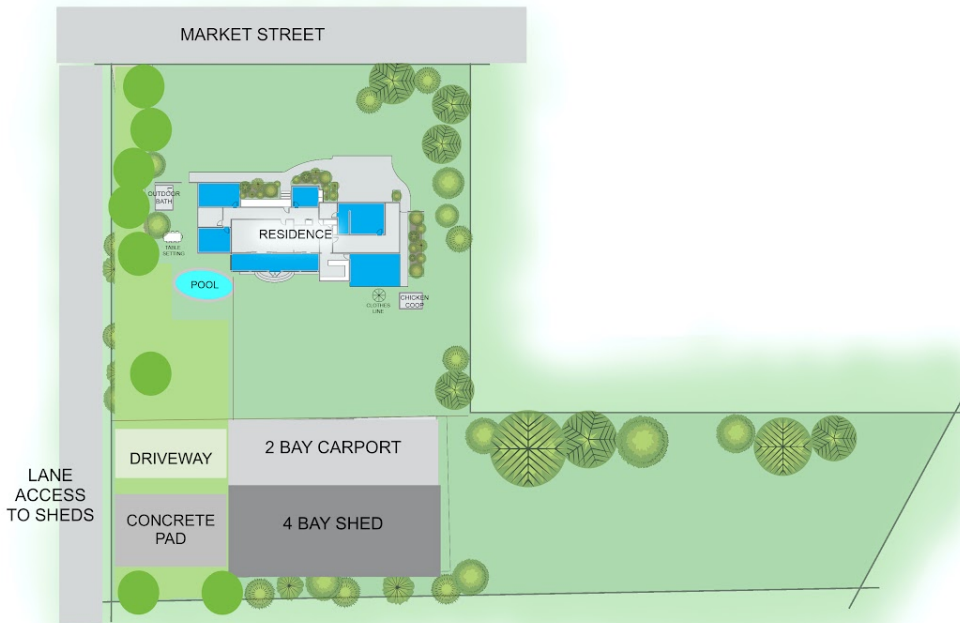 MARKET STREET
OUTDOOR
BATH
RESIDENCE
TABLE
SETTING
POOL
CLOTHES
LINE
CHICKEN
COOP
2 BAY CARPORT
DRIVEWAY
LANE
ACCESS
TO SHEDS
CONCRETE
PAD
4 BAY SHED